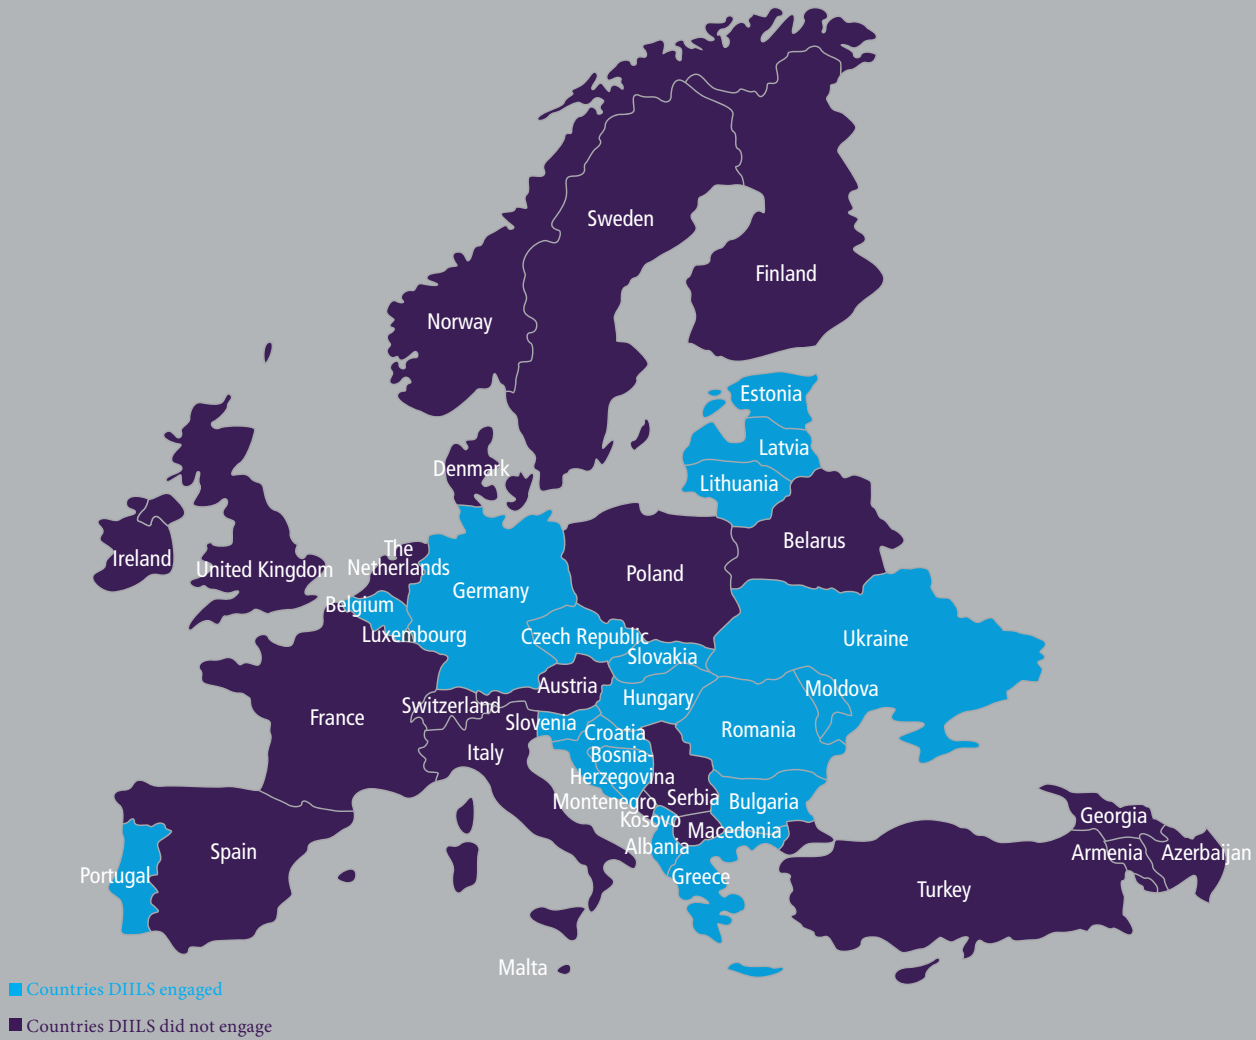 Sweden
Finland
Norway
Estonia
Latvia
Denmark
Lithuania
Belarus
The
Netherlands
Ireland
United Kingdom
Poland
Germany
Belgium
Luxembourg
Czech Republic
Ukraine
Slovakia
Austria
Moldova
Hungary
Switzerland
France
Slovenia
Romania
Croatia
Italy
Bosnia-
Herzegovina
Montenegro
Serbia
Bulgaria
Kosovo
Georgia
Macedonia
Albania
Spain
Armenia
Azerbaijan
Portugal
Greece
Turkey
Malta
Countries DIILS engaged
Countries DIILS did not engage